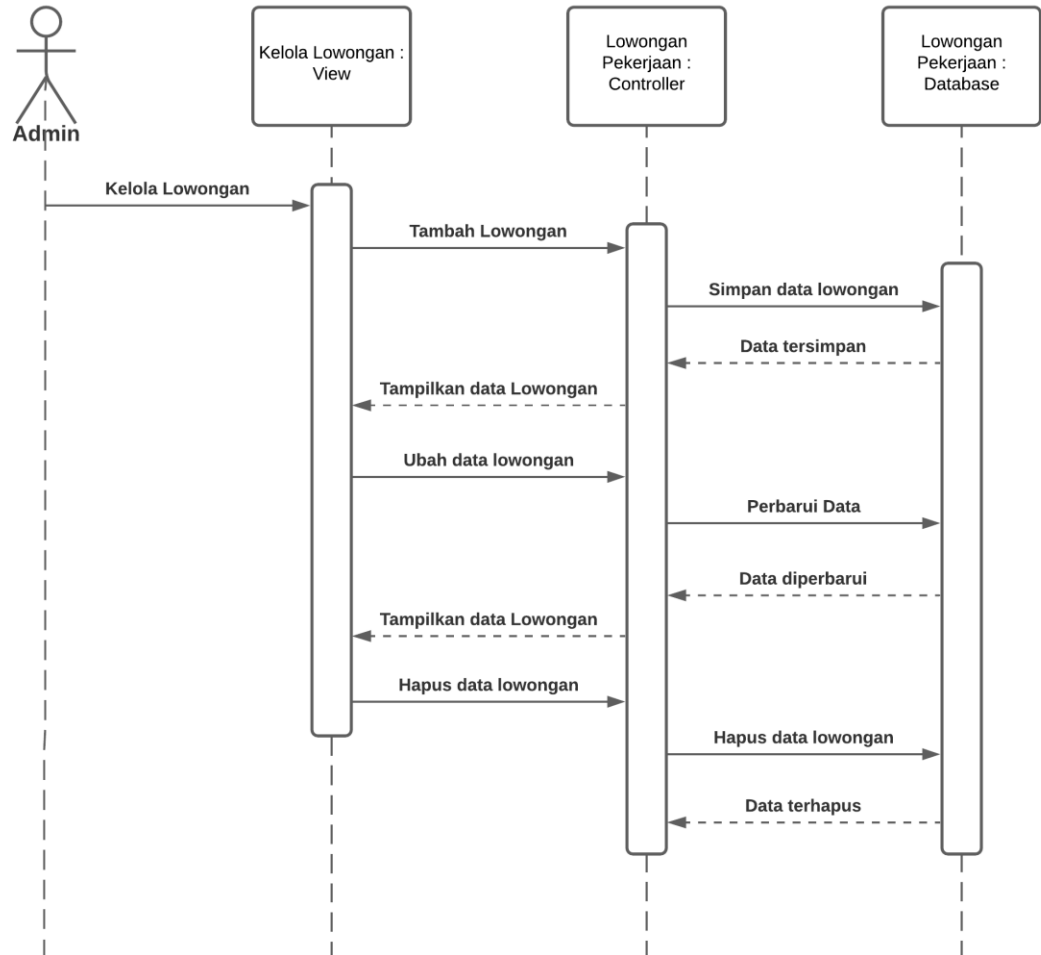 Kelola Lowongan :
View
Lowongan
Pekerjaan :
Controller
Lowongan
Pekerjaan :
Database
Admin
Kelola Lowongan
Tambah Lowongan
Simpan data lowongan
Data tersimpan
Tampilkan data Lowongan
Ubah data lowongan
Perbarui Data
Data diperbarui
Tampilkan data Lowongan
Hapus data lowongan
Hapus data lowongan
Data terhapus